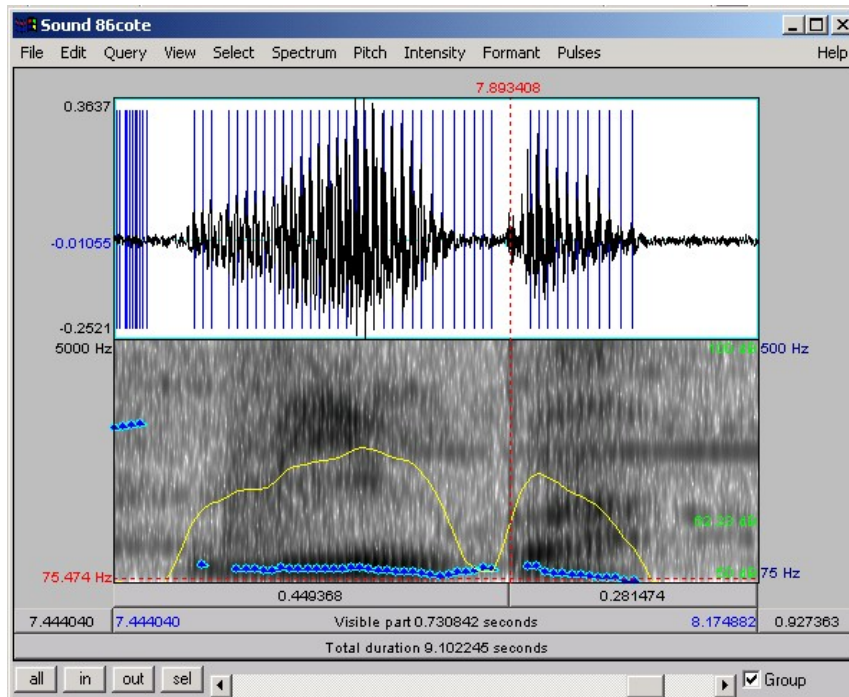 Sound 86cote
File Edit Query View Select Spectrum Pitch Intensity Formant Pulses Help
7.893408
0.3637
-0.01055
-0.2521
5000 Hz
500 Hz
75.474 Hz
75 Hz
0.449368 0.281474
7.444040 7.444040 Visible part 0.730842 seconds 8.174882 0.927363
Total duration 9.102245 seconds
all in out sel Group